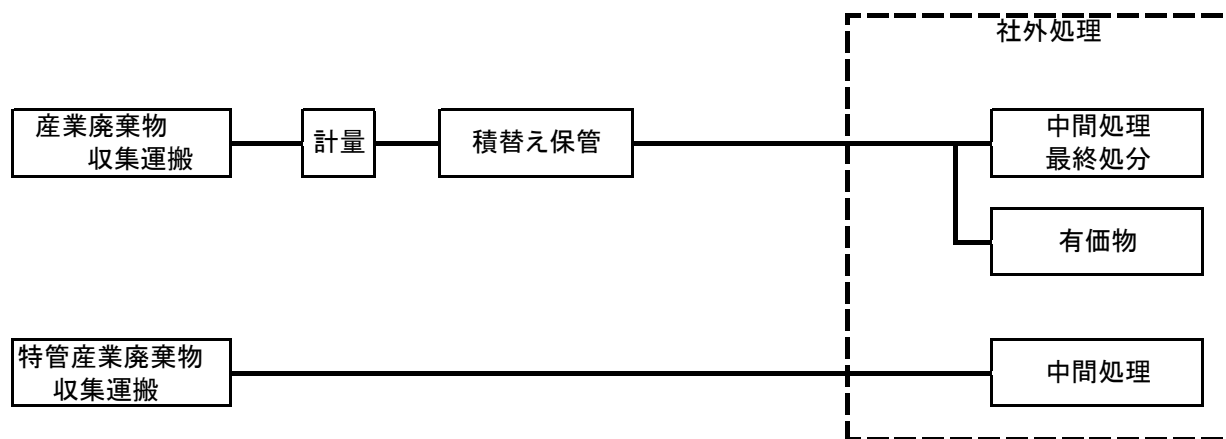 社外処理
産業廃棄物
収集運搬
計量
積替え保管
中間処理
最終処分
有価物
特管産業廃棄物
収集運搬
中間処理